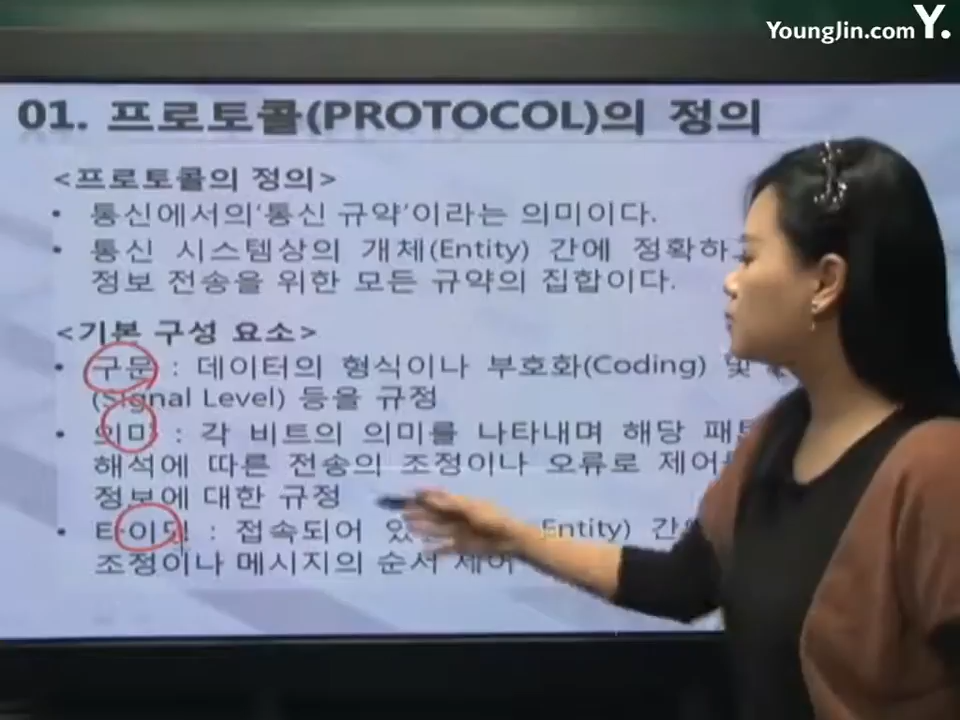 YoungJin.com Y.
01. 프로토콜(PROTOCOL)의 정의
<프로토콜의 정의>
• 통신에서의'통신 규약'이라는 의미이다.
• 통신 시스템상의 개체(Entity) 간에 정확하
정보 전송을 위한 모든 규약의 집합이다.
<기본 구성 요소>
• 구문 : 데이터의 형식이나 부호화(Coding) 및
(Signal Level) 등을 규정
• 의미 : 각 비트의 의미를 나타내며 해당
해석에 따른 전송의 조정이나 오류로 제어
정보에 대한 규정
• 타이밍 : 접속되어 Entity) 간
조정이나 메시지의 순서 제어